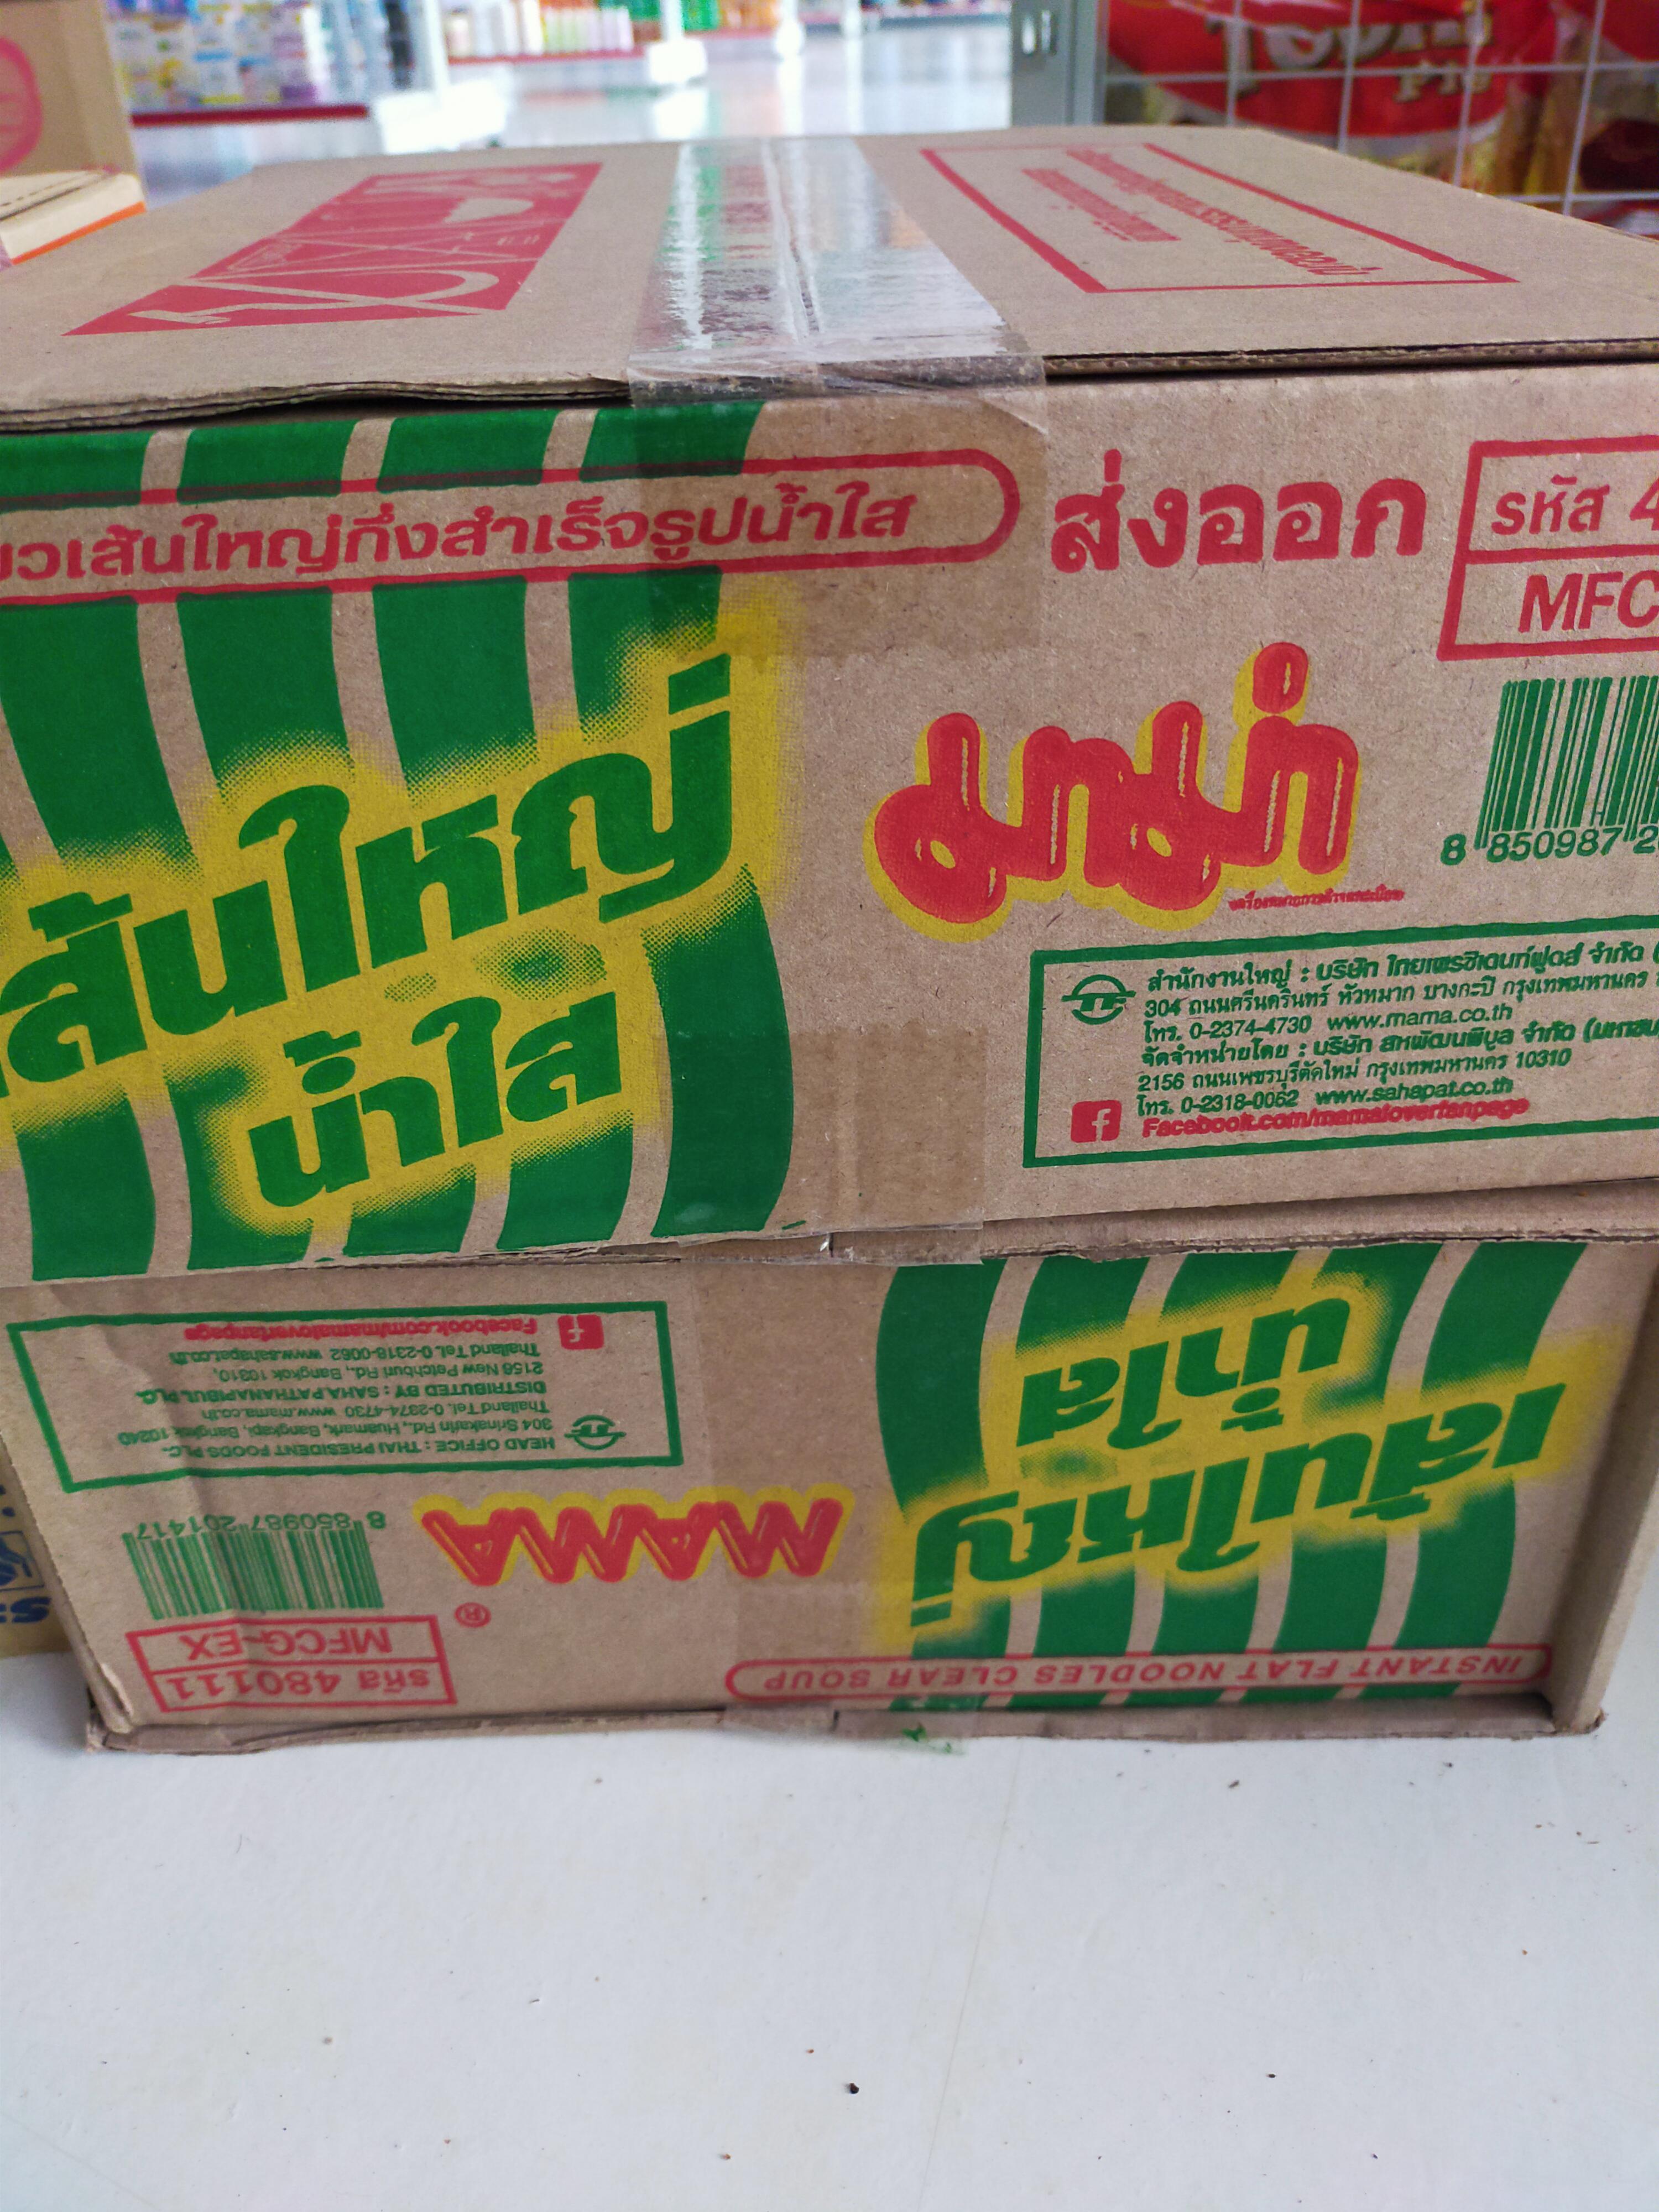 วเส้นใหญ่กึ่งสำเร็จรูปน้ำใส
ส่งออก
รหัส 4
MFC
เส้นใหญ่
น้ำใส
มาม่า
8 850987 2
สำนักงานใหญ่ : บริษัท ไทยเพรซิเดนท์ฟูดส์ จำกัด (
304 ถนนศรีนครินทร์ หัวหมาก บางกะปิ กรุงเทพมหานคร
โทร. 0-2374-4730 www.mama.co.th
จัดจำหน่ายโดย : บริษัท สหพัฒนพิบูล จำกัด (มหาชน
2156 ถนนเพชรบุรีตัดใหม่ กรุงเทพมหานคร 10310
โทร. 0-2318-0062 www.sahapat.co.th
Facebook.com/mamaloverfanpage
INSTANT FLAT NOODLES CLEAR SOUP
เส้นใหญ่
น้ำใส
รหัส 480111
MFCG-EX
MAMA
®
8 850987 201417
HEAD OFFICE : THAI PRESIDENT FOODS PLC.
304 Srinakarin Rd., Huamark, Bangkapi, Bangkok 10240
Thailand Tel. 0-2374-4730 www.mama.co.th
DISTRIBUTED BY : SAHA PATHANAPIBUL PLC.
2156 New Petchburi Rd., Bangkok 10310,
Thailand Tel. 0-2318-0062 www.sahapat.co.th
Facebook.com/mamaloverfanpage